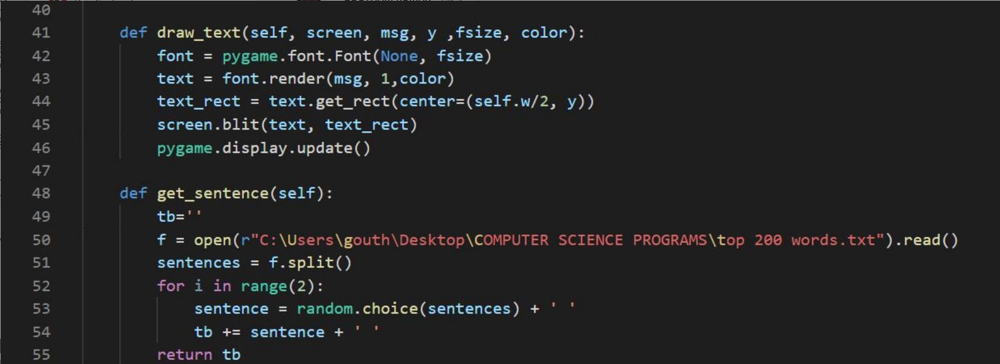 40
41 def draw_text(self, screen, msg, y ,fsize, color):
42 font = pygame.font.Font(None, fsize)
43 text = font.render(msg, 1,color)
44 text_rect = text.get_rect(center=(self.w/2, y))
45 screen.blit(text, text_rect)
46 pygame.display.update()
47
48 def get_sentence(self):
49 tb=''
50 f = open(r"C:\Users\gouth\Desktop\COMPUTER SCIENCE PROGRAMS\top 200 words.txt").read()
51 sentences = f.split()
52 for i in range(2):
53 sentence = random.choice(sentences) + ' '
54 tb += sentence + ' '
55 return tb